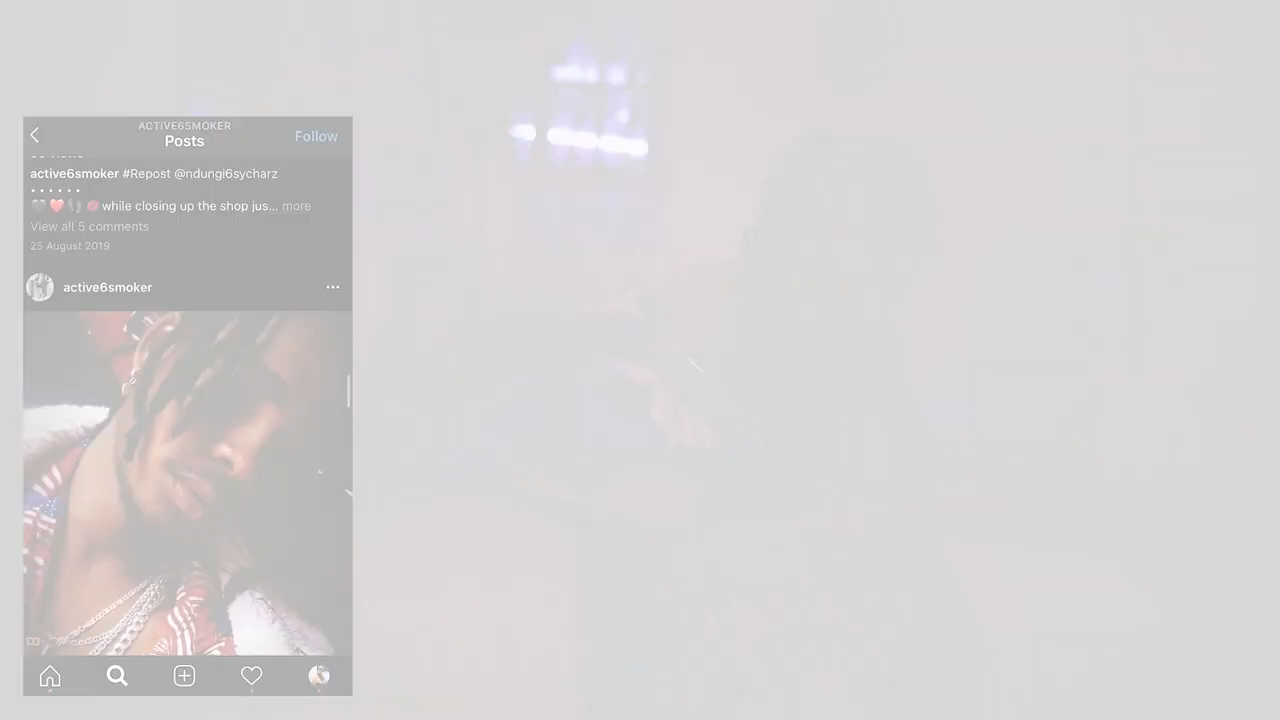 ACTIVE6SMOKER
Posts
Follow
active6smoker #Repost @ndungi6sycharz
• • • • • •
🖤❤️👣💋while closing up the shop jus... more
View all 5 comments
25 August 2019
active6smoker